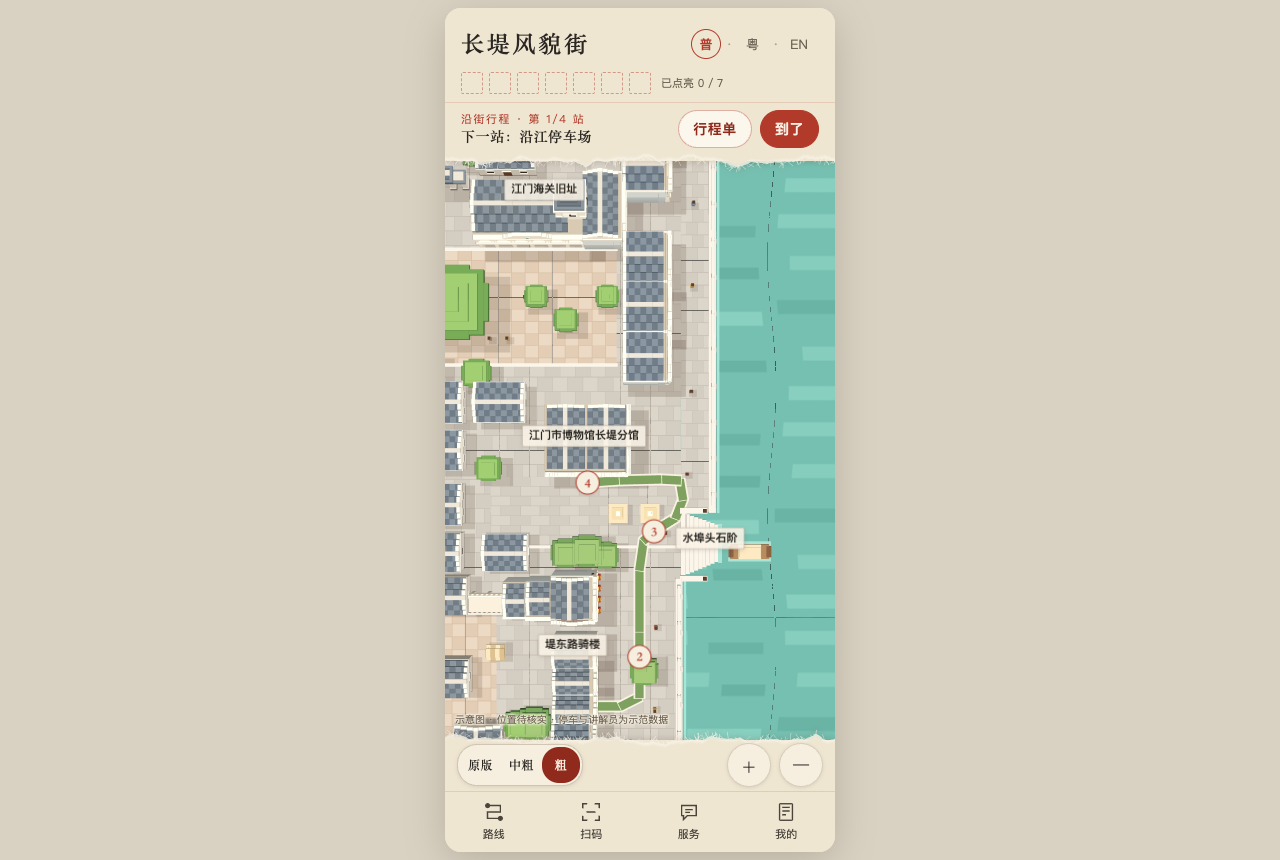 长堤风貌街
普 · 粤 · EN
已点亮 0 / 7
沿街行程 · 第 1/4 站
下一站：沿江停车场
行程单
到了
江门海关旧址
江门市博物馆长堤分馆
4
3
水埠头石阶
堤东路骑楼
2
示意图 · 位置待核实 · 停车与讲解员为示范数据
原版 中粗 粗
＋ —
路线 扫码 服务 我的